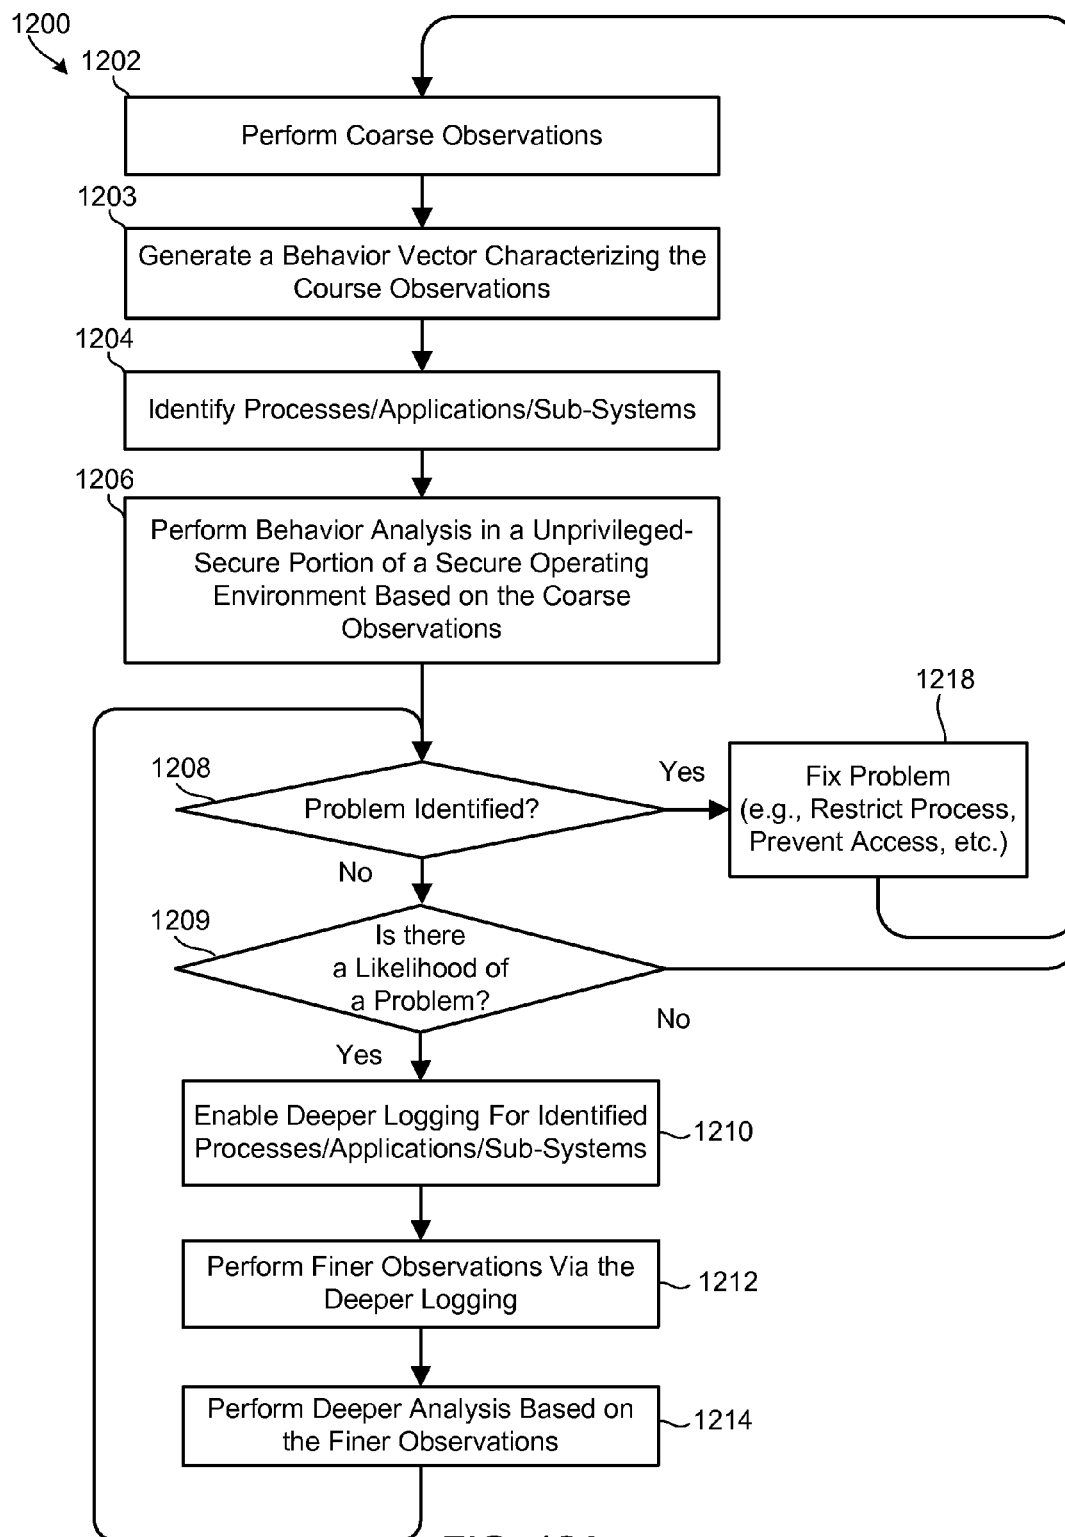 1200
1202
Perform Coarse Observations
1203
Generate a Behavior Vector Characterizing the
Course Observations
1204
Identify Processes/Applications/Sub-Systems
1206
Perform Behavior Analysis in a Unprivileged-
Secure Portion of a Secure Operating
Environment Based on the Coarse
Observations
1218
Fix Problem
(e.g., Restrict Process,
Prevent Access, etc.)
1208
Problem Identified?
Yes
No
1209
Is there
a Likelihood of
a Problem?
No
Yes
Enable Deeper Logging For Identified
Processes/Applications/Sub-Systems
1210
Perform Finer Observations Via the
Deeper Logging
1212
Perform Deeper Analysis Based on
the Finer Observations
1214